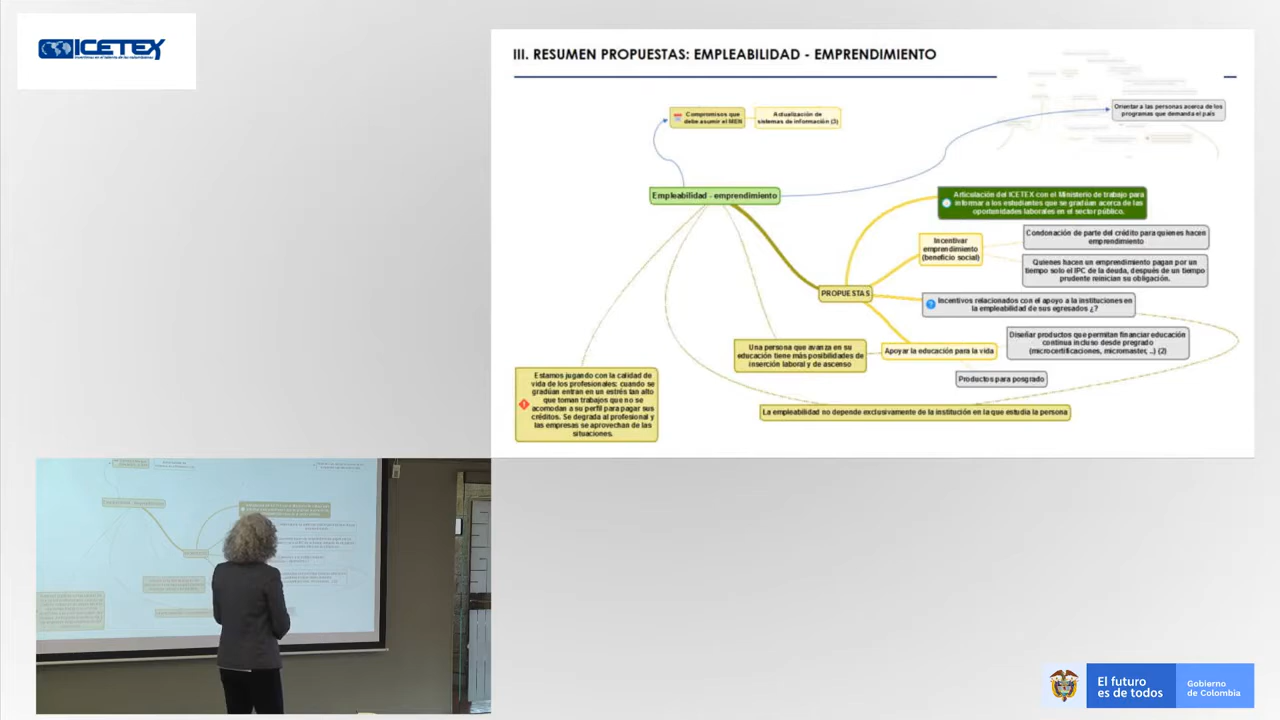 ICETEX
III. RESUMEN PROPUESTAS: EMPLEABILIDAD - EMPRENDIMIENTO
Compromisos que
debe asumir el MEN
Actualización de
sistemas de información (3)
Orientar a las personas acerca de los
programas que demanda el país
Empleabilidad - emprendimiento
Articulación del ICETEX con el Ministerio de trabajo para
informar a los estudiantes que se gradúan acerca de las
oportunidades laborales en el sector público.
Incentivar
emprendimiento
(beneficio social)
Condonación de parte del crédito para quienes hacen
emprendimiento
Quienes hacen un emprendimiento pagan por un
tiempo solo el IPC de la deuda, después de un tiempo
prudente reinician su obligación.
PROPUESTAS
Incentivos relacionados con el apoyo a la instituciones en
la empleabilidad de sus egresados ¿?
Diseñar productos que permitan financiar educación
continua incluso desde pregrado
(microcertificaciones, micromaster, ..) (2)
Una persona que avanza en su
educación tiene más posibilidades de
inserción laboral y de ascenso
Apoyar la educación para la vida
Productos para posgrado
Estamos jugando con la calidad de
vida de los profesionales: cuando se
gradúan entran en un estrés tan alto
que toman trabajos que no se
acomodan a su perfil para pagar sus
créditos. Se degrada al profesional y
las empresas se aprovechan de las
situaciones.
La empleabilidad no depende exclusivamente de la institución en la que estudia la persona
El futuro
es de todos
Gobierno
de Colombia